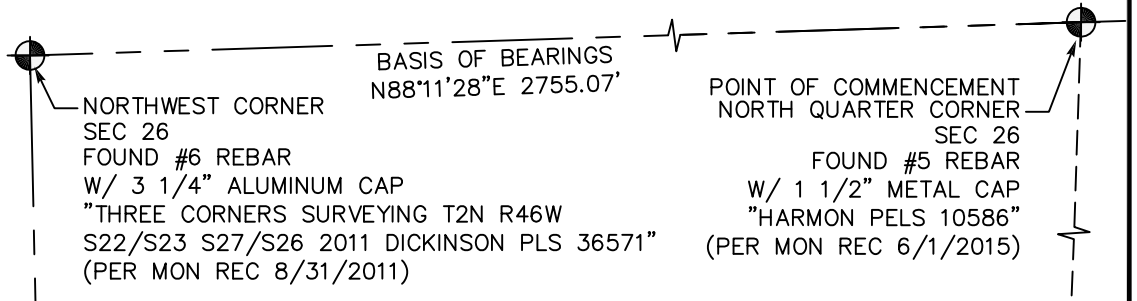 BASIS OF BEARINGS
N88°11'28"E 2755.07'
NORTHWEST CORNER
SEC 26
FOUND #6 REBAR
W/ 3 1/4" ALUMINUM CAP
"THREE CORNERS SURVEYING T2N R46W
S22/S23 S27/S26 2011 DICKINSON PLS 36571"
(PER MON REC 8/31/2011)
POINT OF COMMENCEMENT
NORTH QUARTER CORNER
SEC 26
FOUND #5 REBAR
W/ 1 1/2" METAL CAP
"HARMON PELS 10586"
(PER MON REC 6/1/2015)